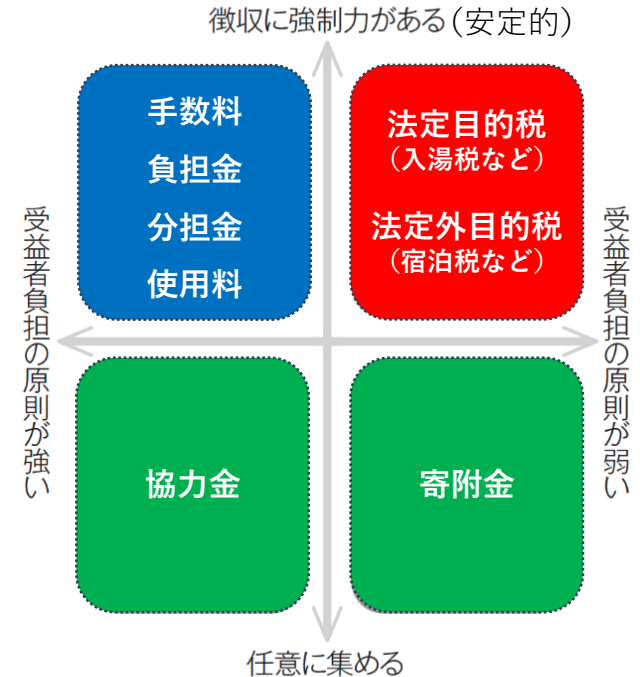 徴収に強制力がある(安定的)
手数料
負担金
分担金
使用料
法定目的税
(入湯税など)
法定外目的税
(宿泊税など)
受益者負担の原則が強い
受益者負担の原則が弱い
協力金
寄附金
任意に集める